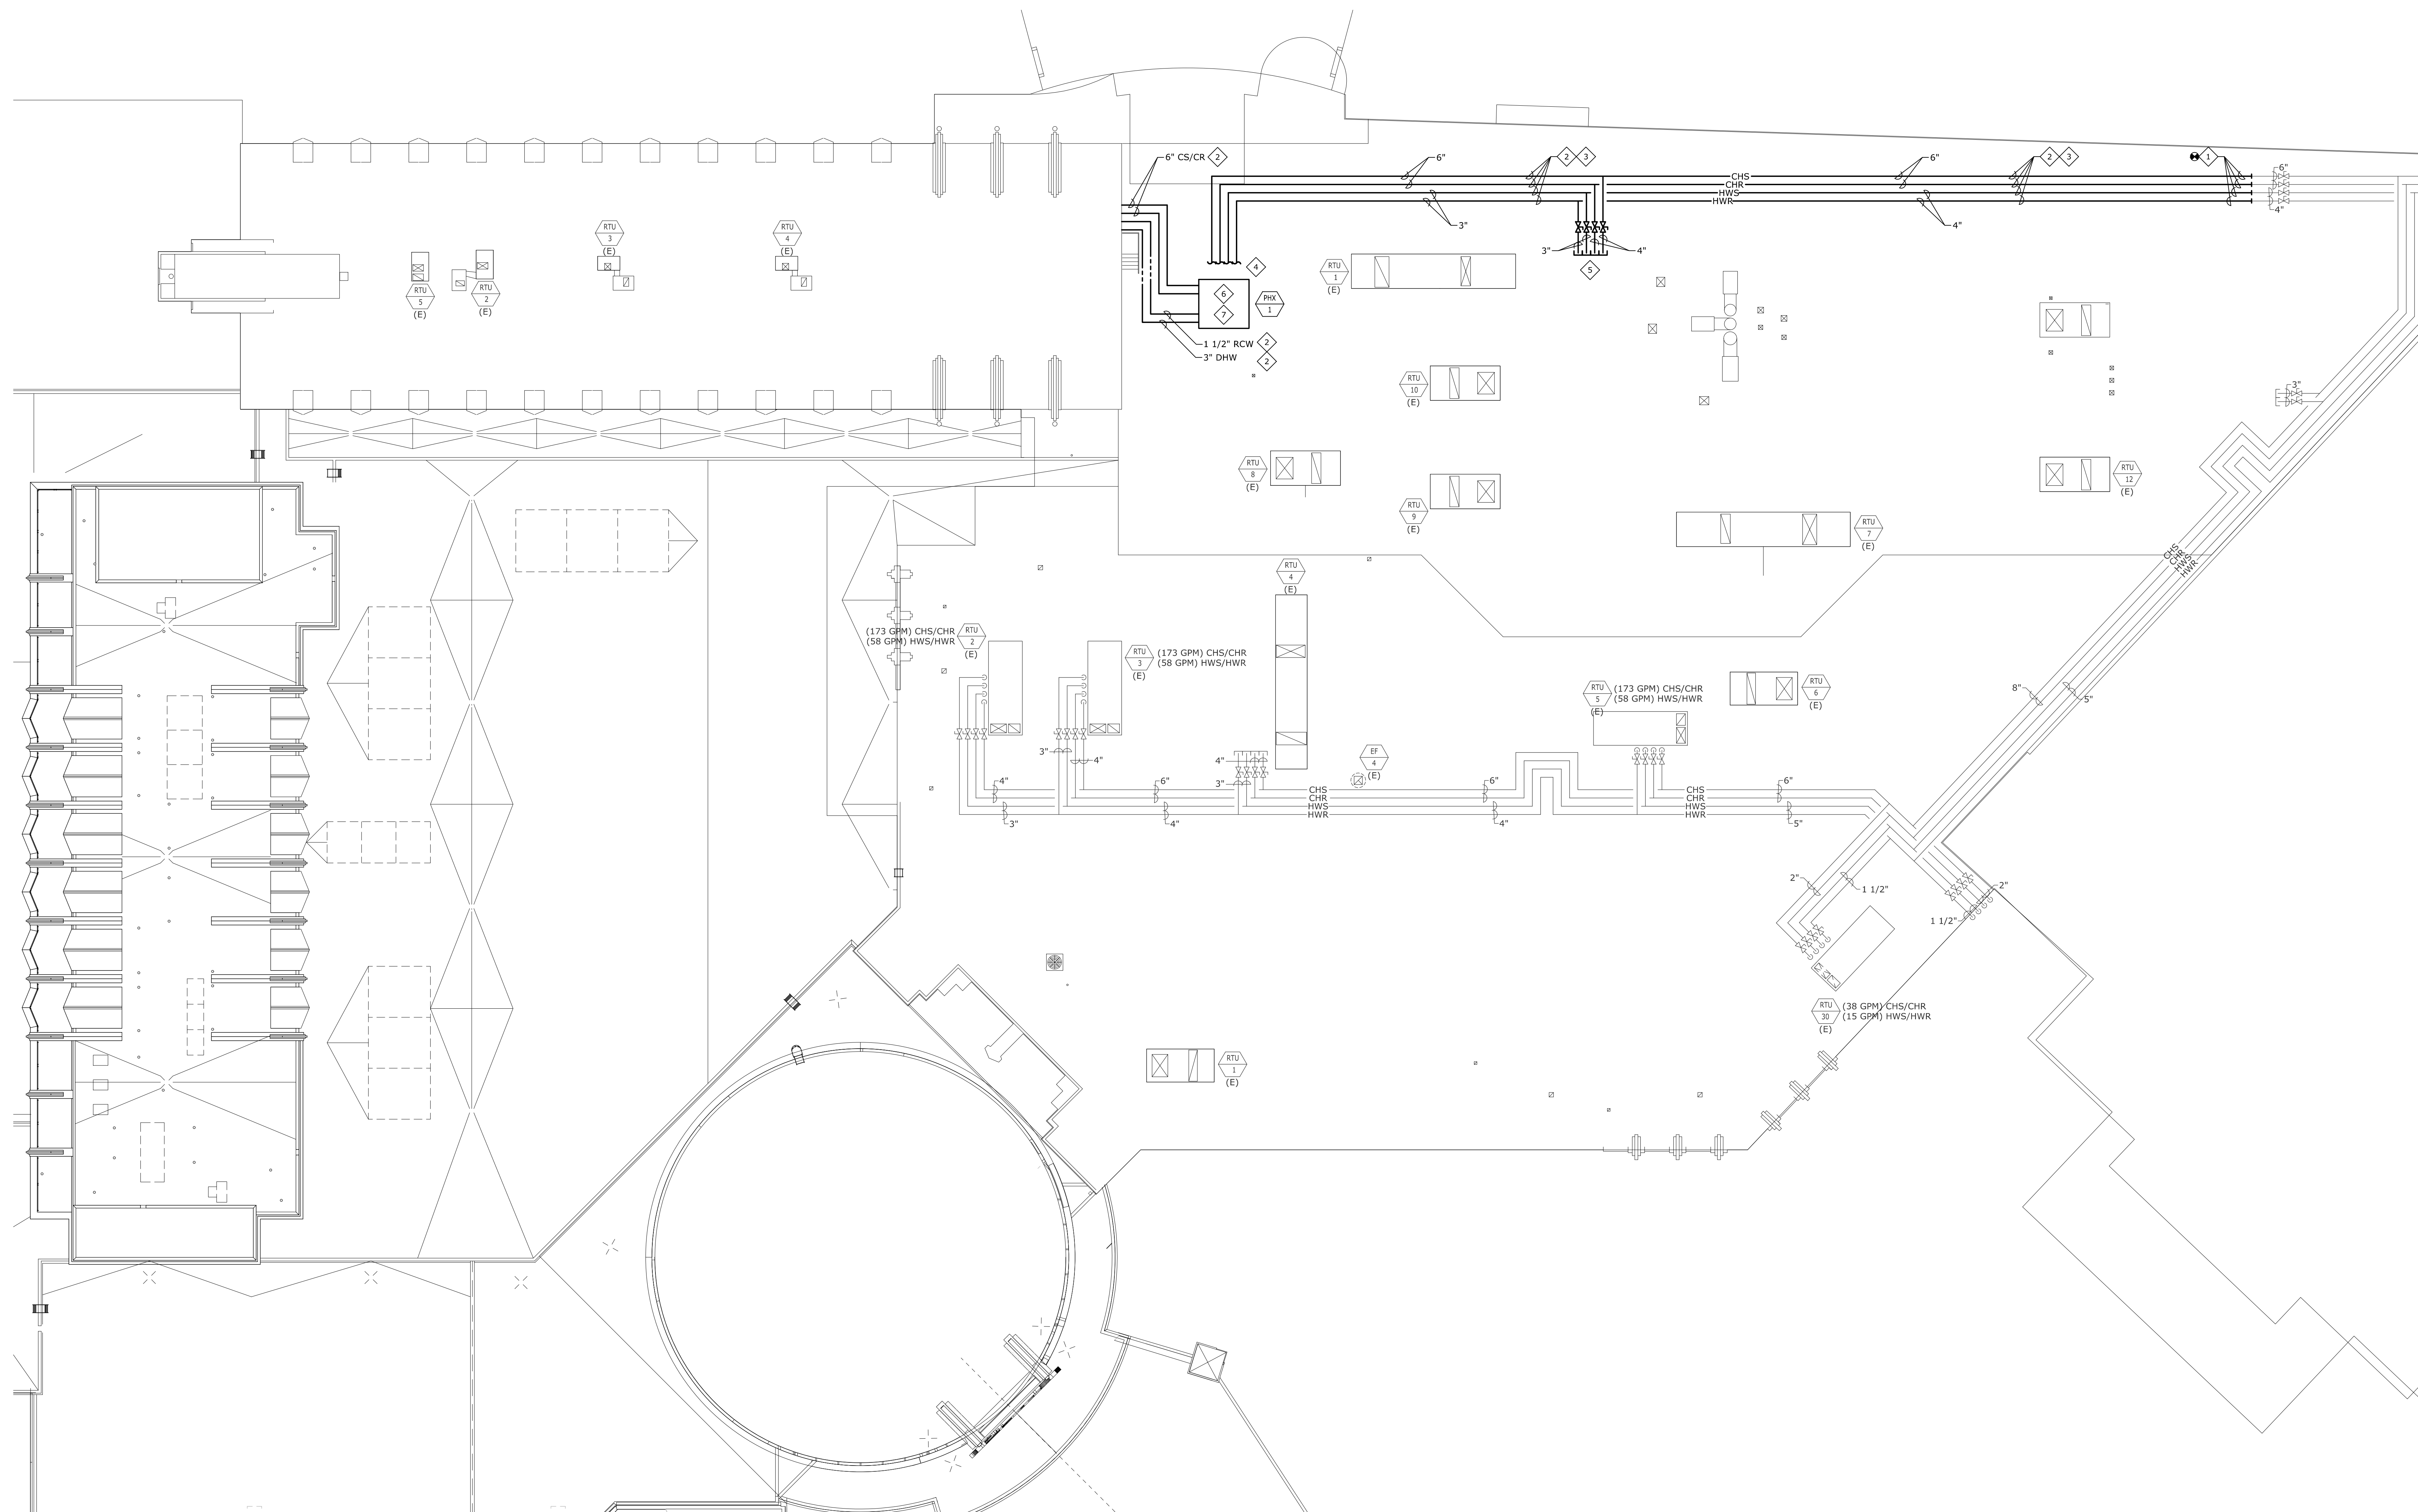 6" CS/CR 2
6"
2 3
6"
2 3
1
6"
CHS
CHR
HWS
HWR
3"
4"
4"
3"
4"
5
4
6
7
PHX
1
1 1/2" RCW 2
3" DHW 2
RTU
3
(E)
RTU
4
(E)
RTU
5
(E)
RTU
2
(E)
RTU
1
(E)
RTU
10
(E)
3"
RTU
8
(E)
RTU
9
(E)
RTU
12
(E)
RTU
7
(E)
CHS
CHR
HWS
HWR
RTU
4
(E)
(173 GPM) CHS/CHR
(58 GPM) HWS/HWR
RTU
2
(E)
RTU
3
(E)
(173 GPM) CHS/CHR
(58 GPM) HWS/HWR
RTU
5
(E)
(173 GPM) CHS/CHR
(58 GPM) HWS/HWR
RTU
6
(E)
8"
5"
3"
4"
4"
3"
EF
4
(E)
4"
6"
6"
6"
CHS
CHR
HWS
HWR
CHS
CHR
HWS
HWR
3"
4"
4"
5"
2"
1 1/2"
2"
1 1/2"
RTU
30
(E)
(38 GPM) CHS/CHR
(15 GPM) HWS/HWR
RTU
1
(E)